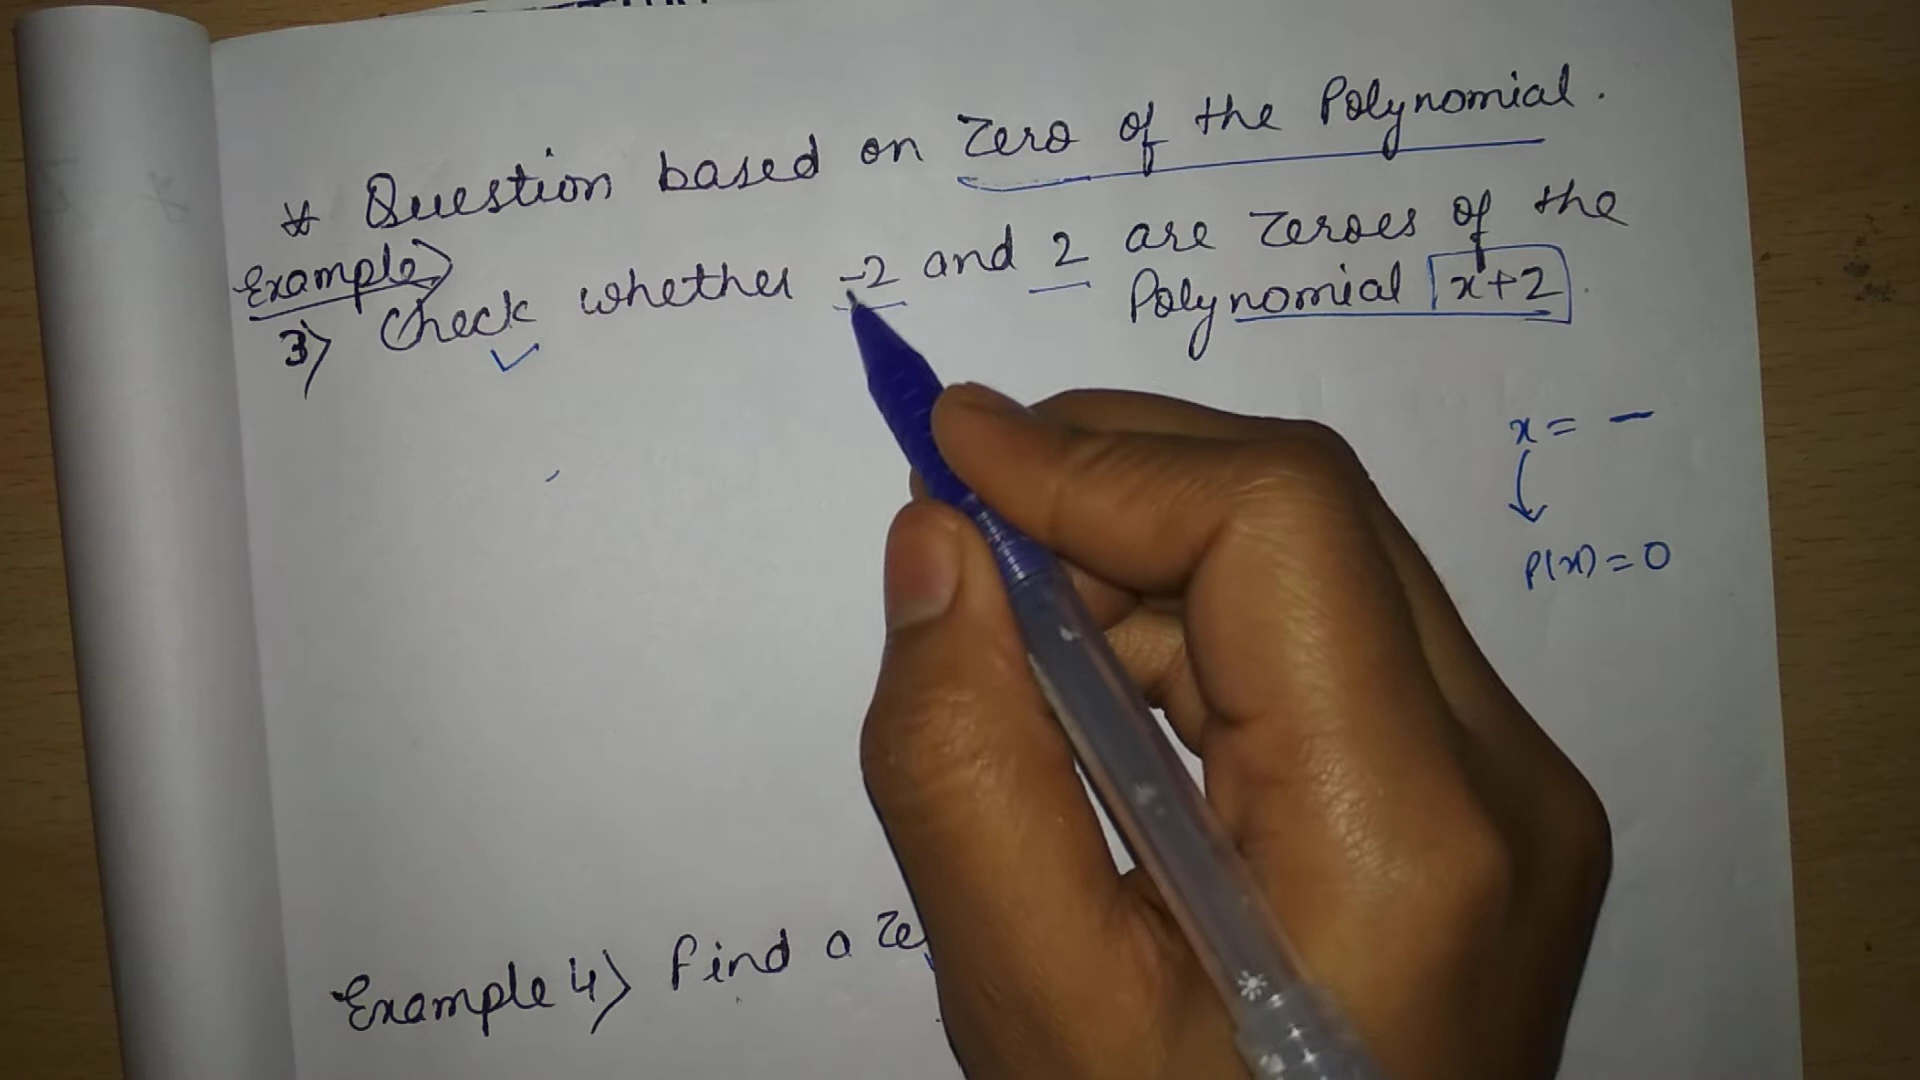 * Question based on Zero of the Polynomial.
Example)
3) Check whether -2 and 2 are zeroes of the
Polynomial x+2.
x = -
P(x) = 0
Example 4) find a